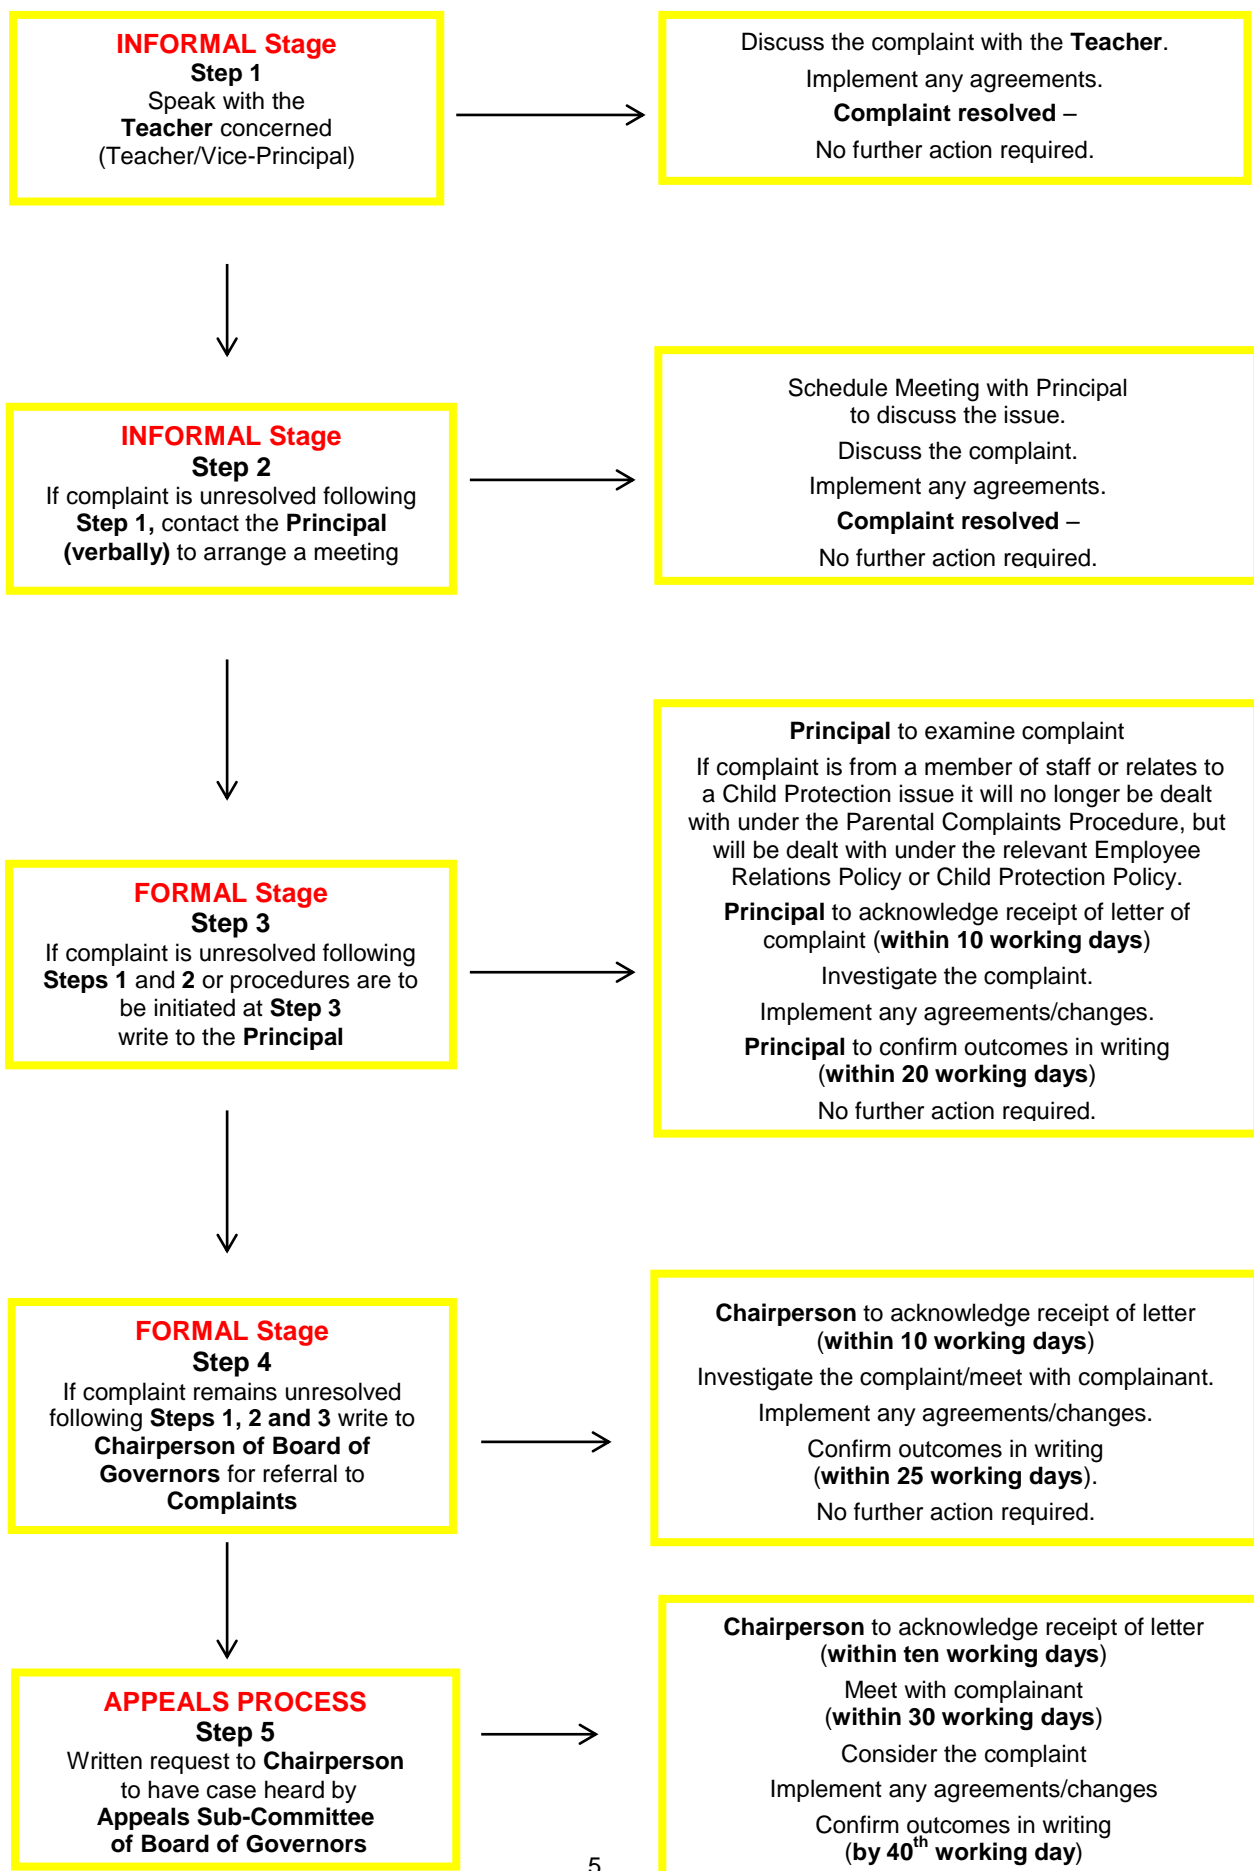 INFORMAL Stage
Step 1
Speak with the
Teacher concerned
(Teacher/Vice-Principal)
Discuss the complaint with the Teacher.
Implement any agreements.
Complaint resolved –
No further action required.
INFORMAL Stage
Step 2
If complaint is unresolved following
Step 1, contact the Principal
(verbally) to arrange a meeting
Schedule Meeting with Principal
to discuss the issue.
Discuss the complaint.
Implement any agreements.
Complaint resolved –
No further action required.
FORMAL Stage
Step 3
If complaint is unresolved following
Steps 1 and 2 or procedures are to
be initiated at Step 3
write to the Principal
Principal to examine complaint
If complaint is from a member of staff or relates to
a Child Protection issue it will no longer be dealt
with under the Parental Complaints Procedure, but
will be dealt with under the relevant Employee
Relations Policy or Child Protection Policy.
Principal to acknowledge receipt of letter of
complaint (within 10 working days)
Investigate the complaint.
Implement any agreements/changes.
Principal to confirm outcomes in writing
(within 20 working days)
No further action required.
FORMAL Stage
Step 4
If complaint remains unresolved
following Steps 1, 2 and 3 write to
Chairperson of Board of
Governors for referral to
Complaints
Chairperson to acknowledge receipt of letter
(within 10 working days)
Investigate the complaint/meet with complainant.
Implement any agreements/changes.
Confirm outcomes in writing
(within 25 working days).
No further action required.
APPEALS PROCESS
Step 5
Written request to Chairperson
to have case heard by
Appeals Sub-Committee
of Board of Governors
Chairperson to acknowledge receipt of letter
(within ten working days)
Meet with complainant
(within 30 working days)
Consider the complaint
Implement any agreements/changes
Confirm outcomes in writing
(by 40th working day)
5